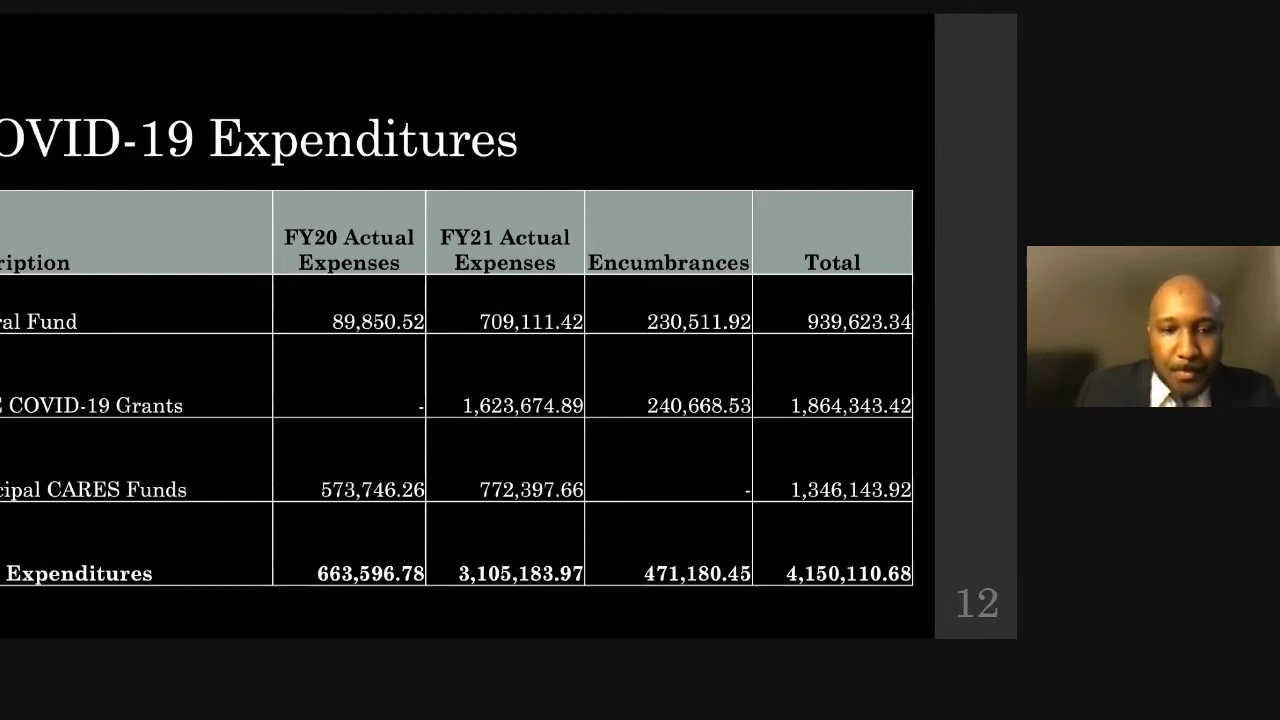 OVID-19 Expenditures
ription
FY20 Actual Expenses
FY21 Actual Expenses
Encumbrances
Total
ral Fund 89,850.52 709,111.42 230,511.92 939,623.34
COVID-19 Grants - 1,623,674.89 240,668.53 1,864,343.42
cipal CARES Funds 573,746.26 772,397.66 - 1,346,143.92
Expenditures 663,596.78 3,105,183.97 471,180.45 4,150,110.68
12